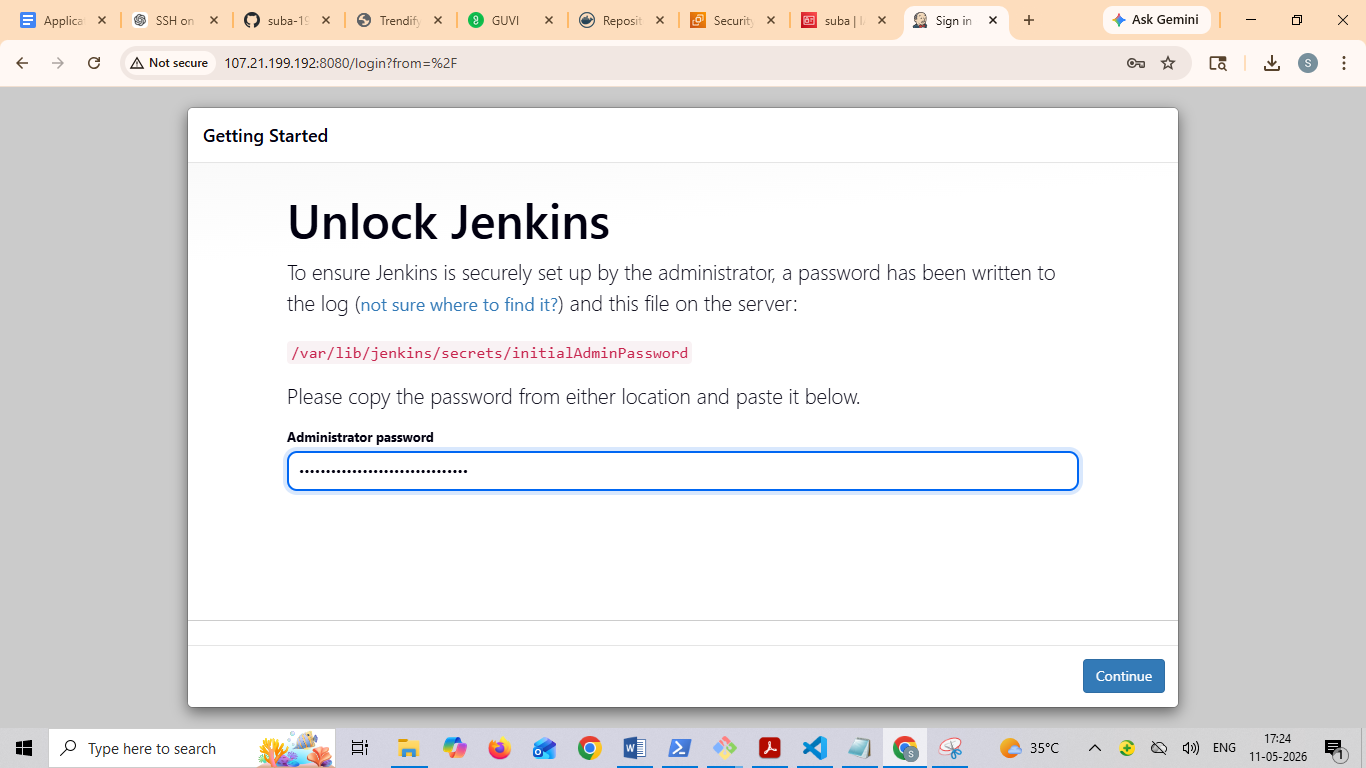 Applica
SSH on
suba-19
Trendify
GUVI
Reposit
Security
suba | U
Sign in
Ask Gemini
Not secure
107.21.199.192:8080/login?from=%2F
S
Getting Started
Unlock Jenkins
To ensure Jenkins is securely set up by the administrator, a password has been written to
the log (not sure where to find it?) and this file on the server:
/var/lib/jenkins/secrets/initialAdminPassword
Please copy the password from either location and paste it below.
Administrator password
••••••••••••••••••••••••••••••••
Continue
Type here to search
35°C
ENG
17:24
11-05-2026
1